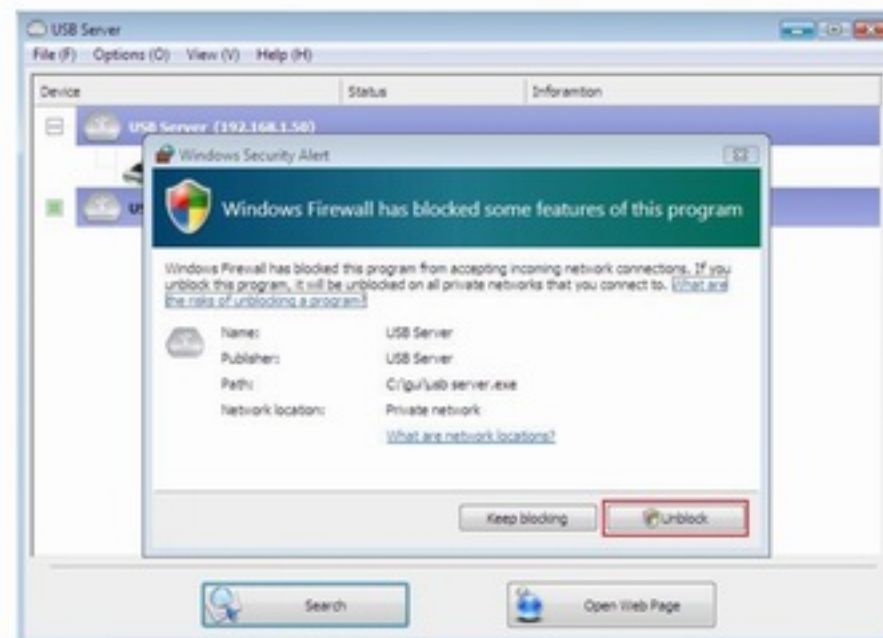 USB Server
File (F) Options (O) View (V) Help (H)
Device Status Inforamtion
USB Server (192.168.1.50)
Windows Security Alert
Windows Firewall has blocked some features of this program
Windows Firewall has blocked this program from accepting incoming network connections. If you
unblock this program, it will be unblocked on all private networks that you connect to. What are
the risks of unblocking a program?
Name: USB Server
Publisher: USB Server
Path: C:\gui\usb server.exe
Network location: Private network
What are network locations?
Keep blocking Unblock
Search Open Web Page